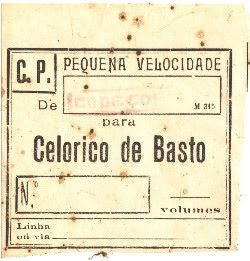 C. P. PEQUENA VELOCIDADE
De
M 315
para
Celorico de Basto
N.º
volumes
Linha
ou via